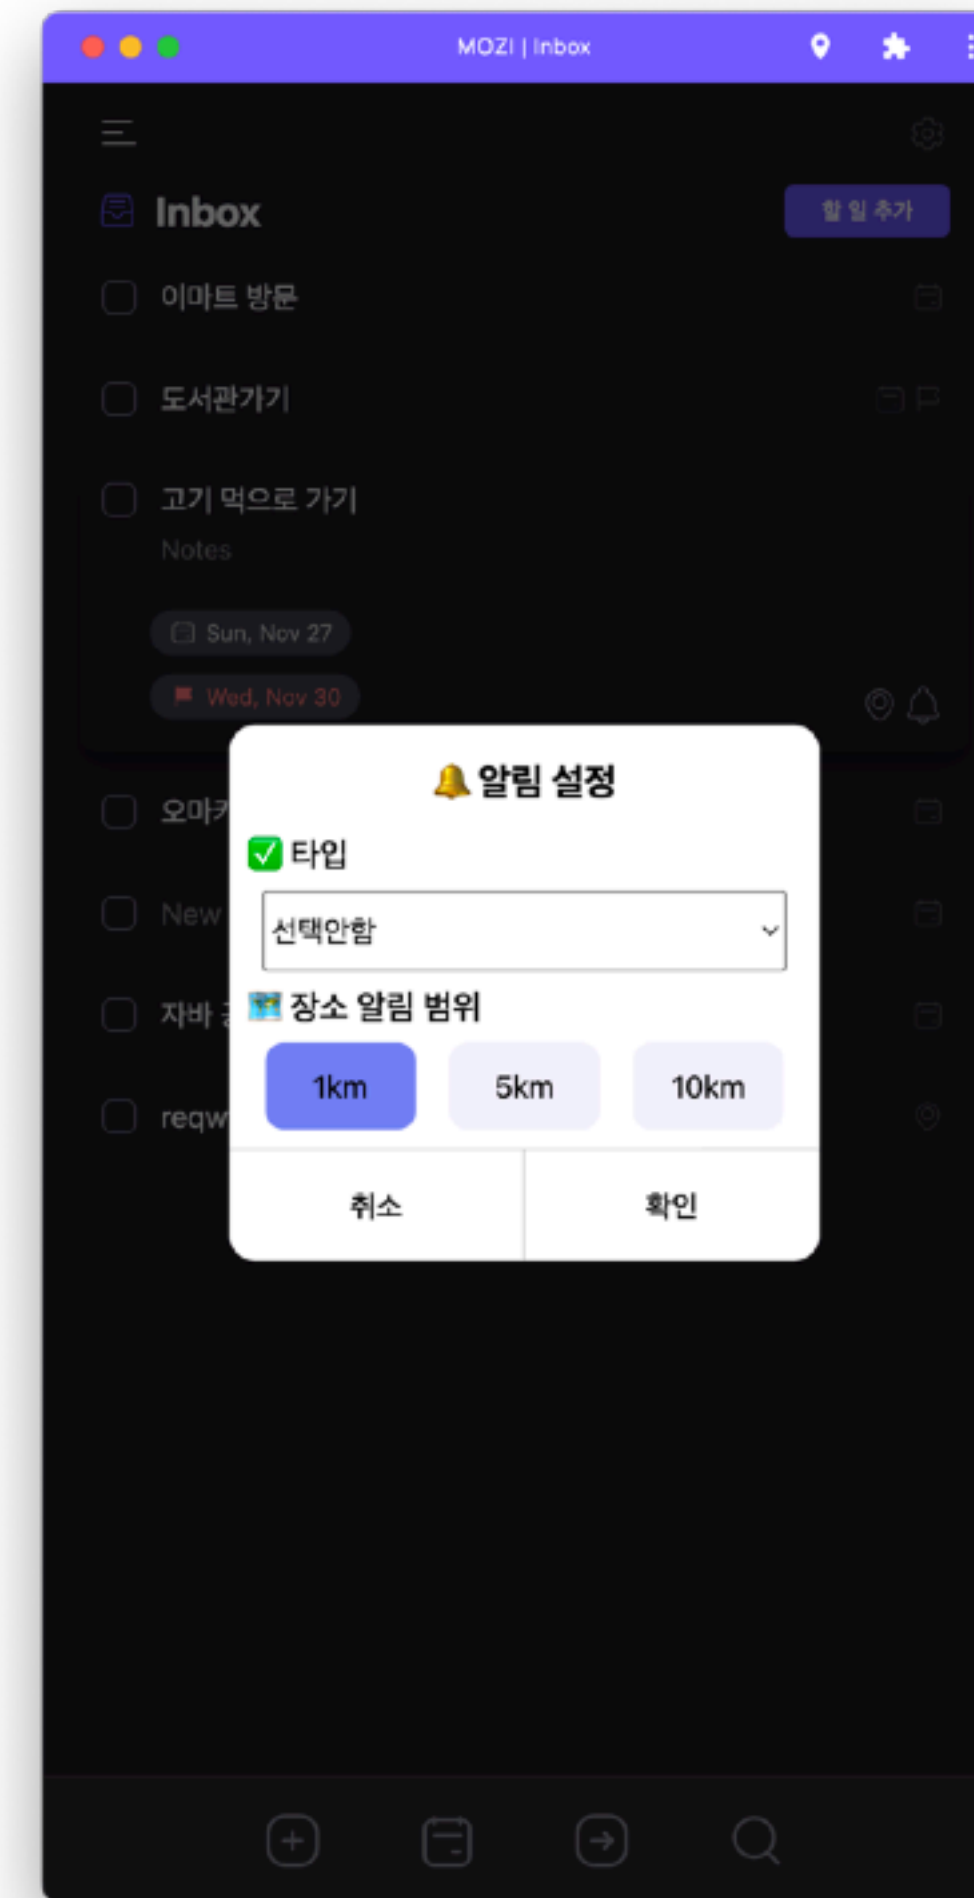 MOZI | Inbox
Inbox
할 일 추가
이마트 방문
도서관가기
고기 먹으로 가기
Notes
Sun, Nov 27
Wed, Nov 30
알림 설정
오마카
타입
New
선택안함
자바
장소 알림 범위
1km 5km 10km
reqw
취소 확인